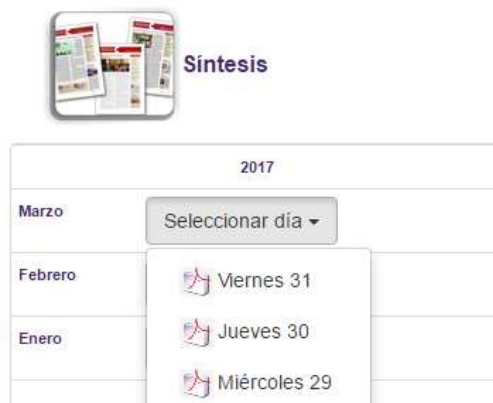 Síntesis
2017
Marzo
Seleccionar día
Viernes 31
Febrero
Jueves 30
Enero
Miércoles 29